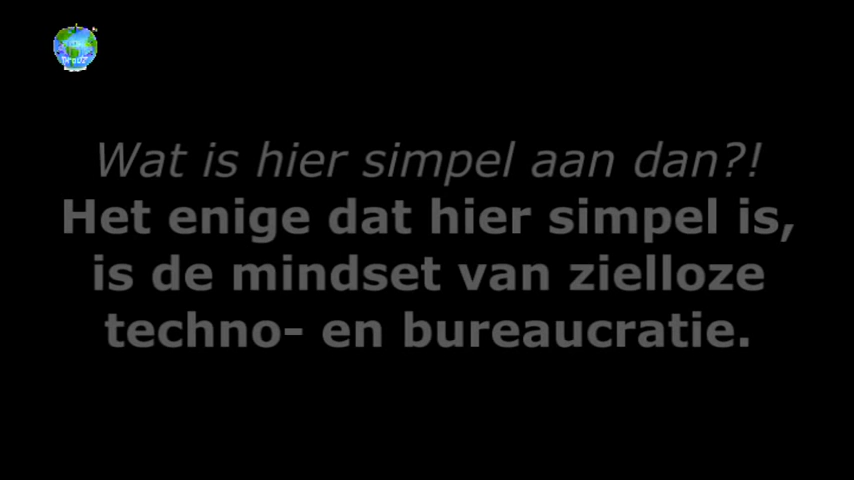 Wat is hier simpel aan dan?!
Het enige dat hier simpel is,
is de mindset van zielloze
techno- en bureaucratie.